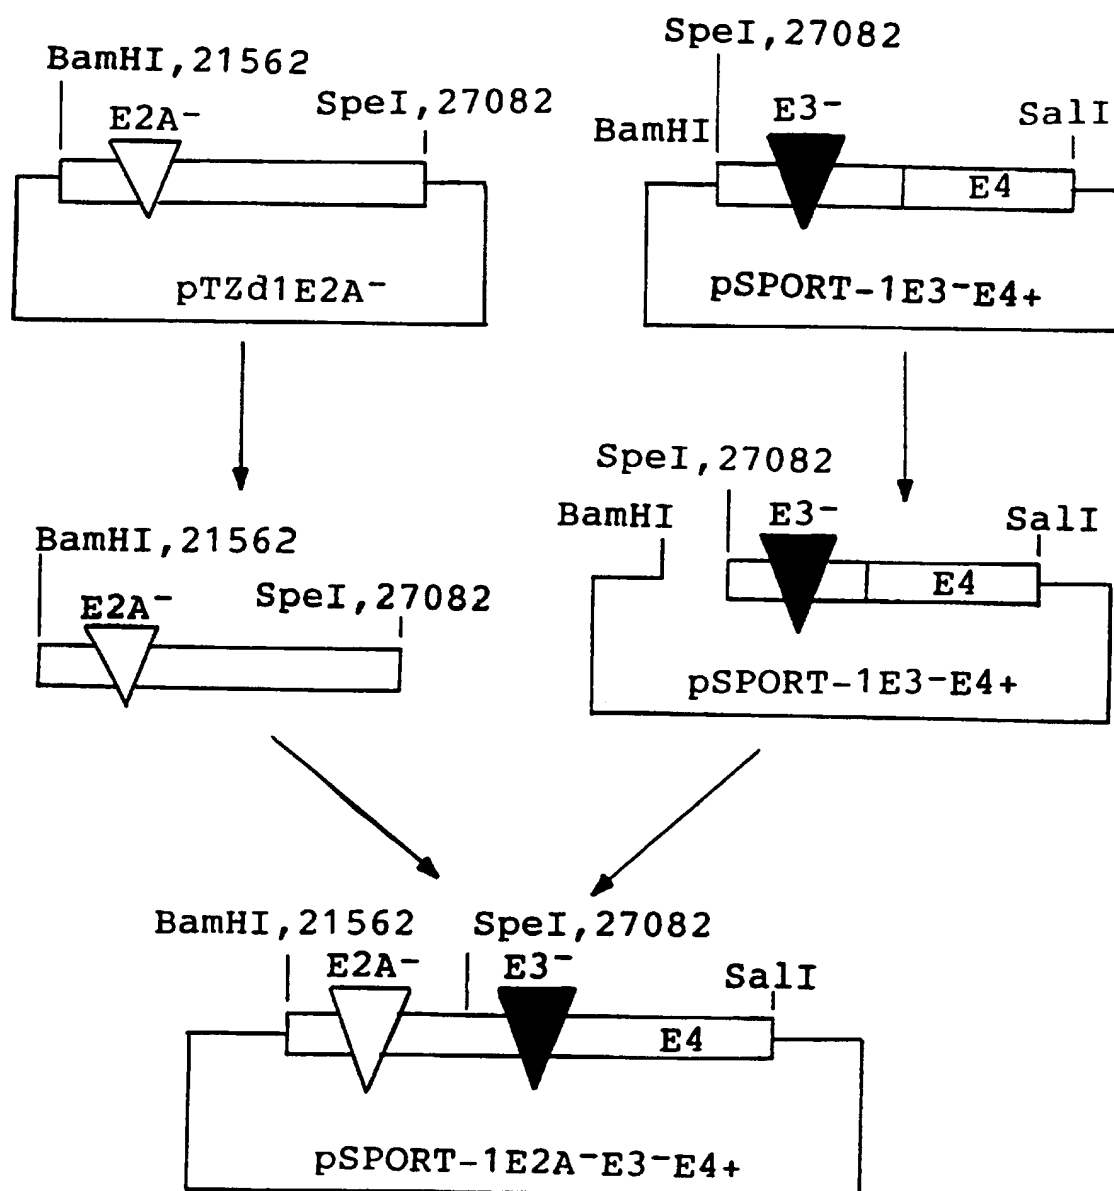 BamHI,21562
E2A⁻
SpeI,27082
pTZd1E2A⁻
SpeI,27082
BamHI
E3⁻
SalI
E4
pSPORT-1E3⁻E4+
BamHI,21562
E2A⁻
SpeI,27082
SpeI,27082
BamHI
E3⁻
SalI
E4
pSPORT-1E3⁻E4+
BamHI,21562
SpeI,27082
E2A⁻
E3⁻
SalI
E4
pSPORT-1E2A⁻E3⁻E4+